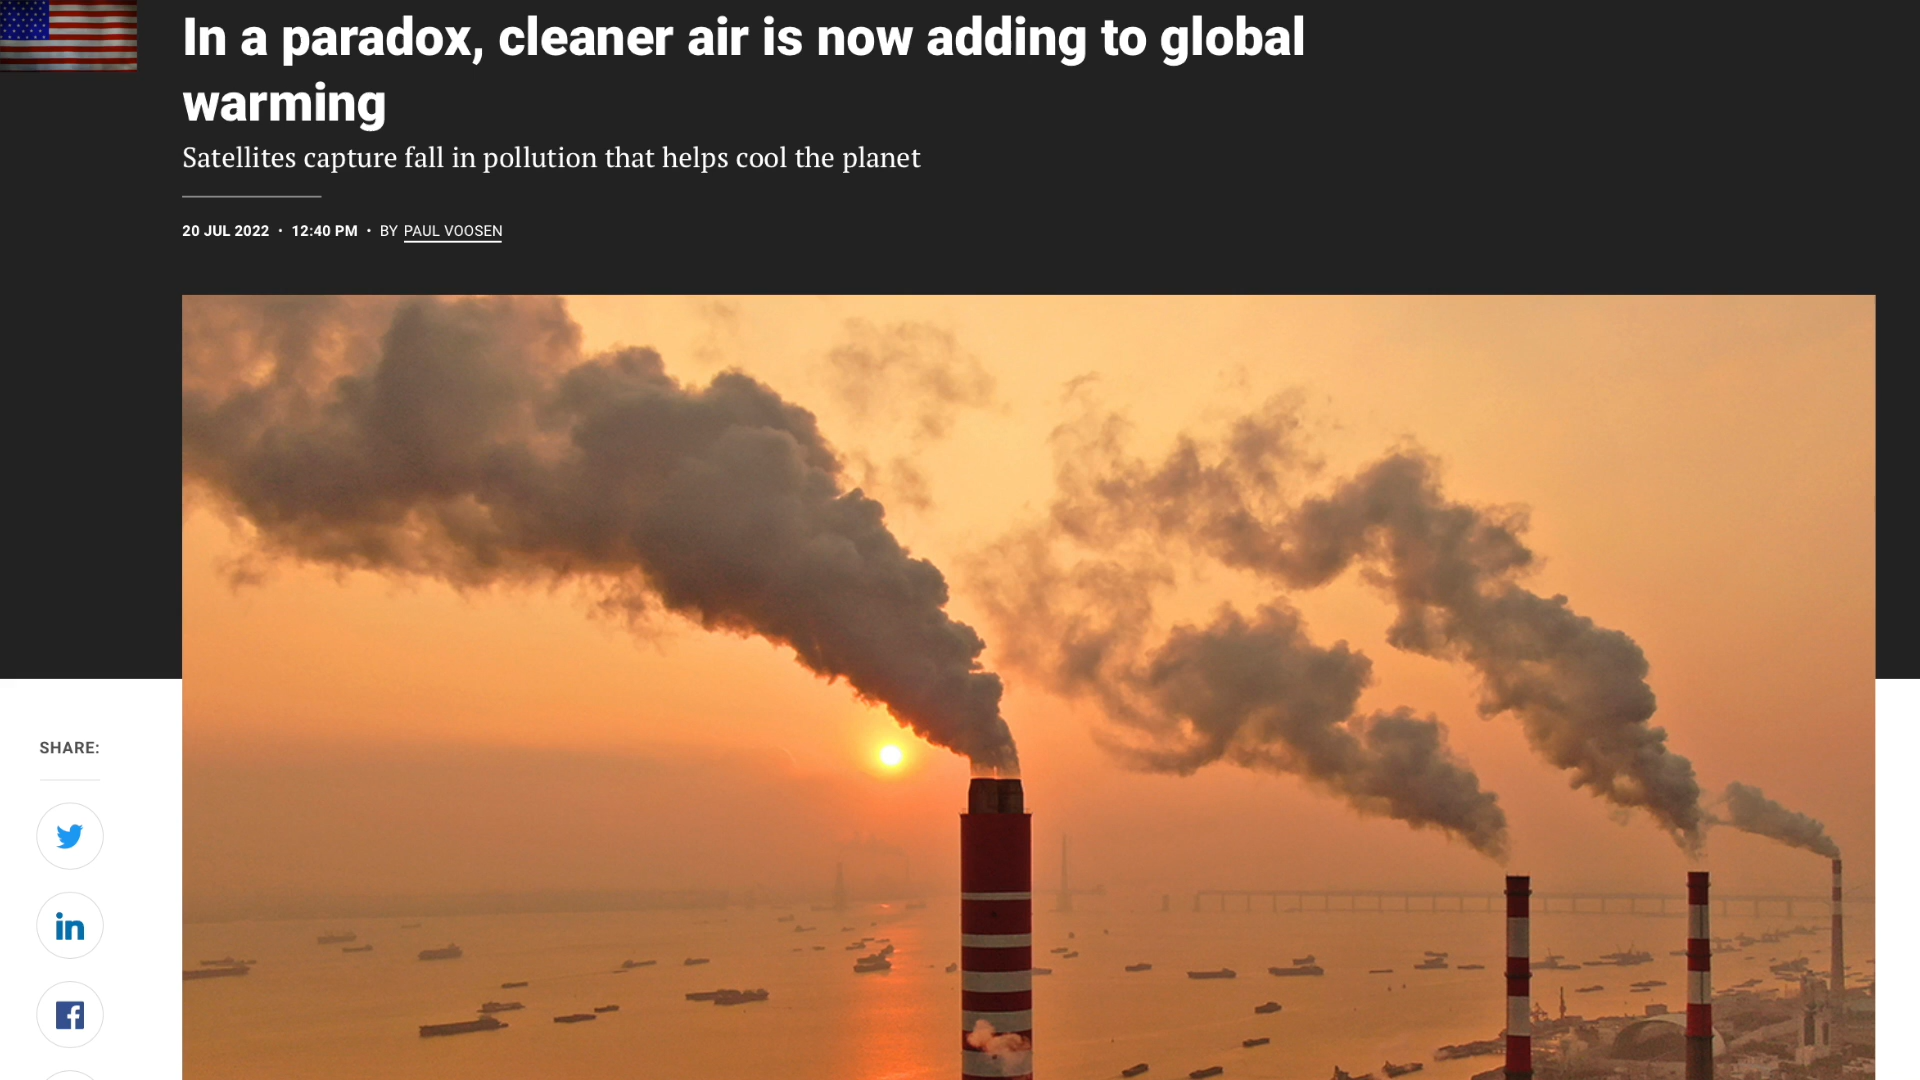 In a paradox, cleaner air is now adding to global
warming
Satellites capture fall in pollution that helps cool the planet
20 JUL 2022 · 12:40 PM · BY PAUL VOOSEN
SHARE:
in
f